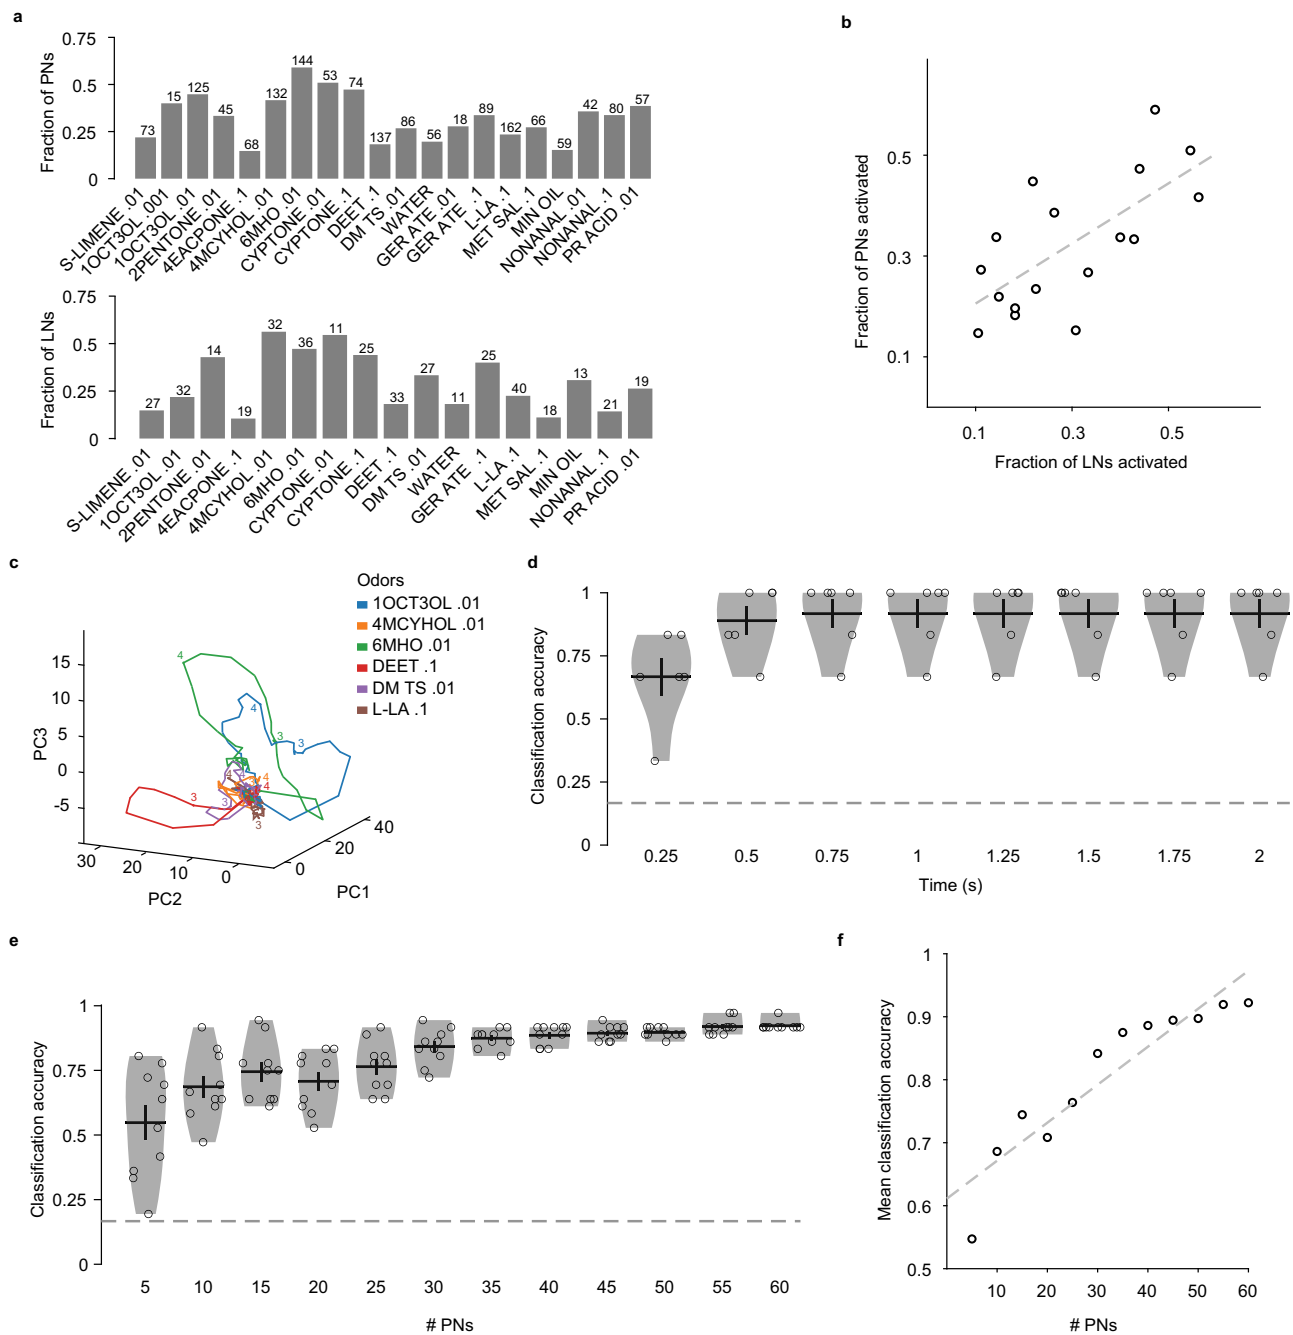 a
0.75
0.5
0.25
0
Fraction of PNs
73
15
125
45
68
132
144
53
74
137
86
56
18
89
162
66
59
42
80
57
S-LIMENE .01
1OCT3OL .001
1OCT3OL .01
2PENTONE .01
4EACPONE .1
4MCYHOL .01
6MHO .01
CYPTONE .01
CYPTONE .1
DEET .1
DM TS .01
WATER
GER ATE .01
GER ATE .1
L-LA .1
MET SAL .1
MIN OIL
NONANAL .01
NONANAL .1
PR ACID .01
0.75
0.5
0.25
0
Fraction of LNs
27
32
14
19
32
36
11
25
33
27
11
25
40
18
13
21
19
S-LIMENE .01
1OCT3OL .01
2PENTONE .01
4EACPONE .1
4MCYHOL .01
6MHO .01
CYPTONE .01
CYPTONE .1
DEET .1
DM TS .01
WATER
GER ATE .1
L-LA .1
MET SAL .1
MIN OIL
NONANAL .1
PR ACID .01
b
Fraction of PNs activated
0.5
0.3
0.1
0.1 0.3 0.5
Fraction of LNs activated
c
Odors
1OCT3OL .01
4MCYHOL .01
6MHO .01
DEET .1
DM TS .01
L-LA .1
PC3
15
10
5
0
-5
4
4
3
3
4
4
4
4
3
3
3
30
20
10
0
PC2
0
20
40
PC1
d
Classification accuracy
1
0.75
0.5
0.25
0
0.25 0.5 0.75 1 1.25 1.5 1.75 2
Time (s)
e
Classification accuracy
1
0.75
0.5
0.25
0
5 10 15 20 25 30 35 40 45 50 55 60
# PNs
f
Mean classification accuracy
1
0.9
0.8
0.7
0.6
0.5
10 20 30 40 50 60
# PNs